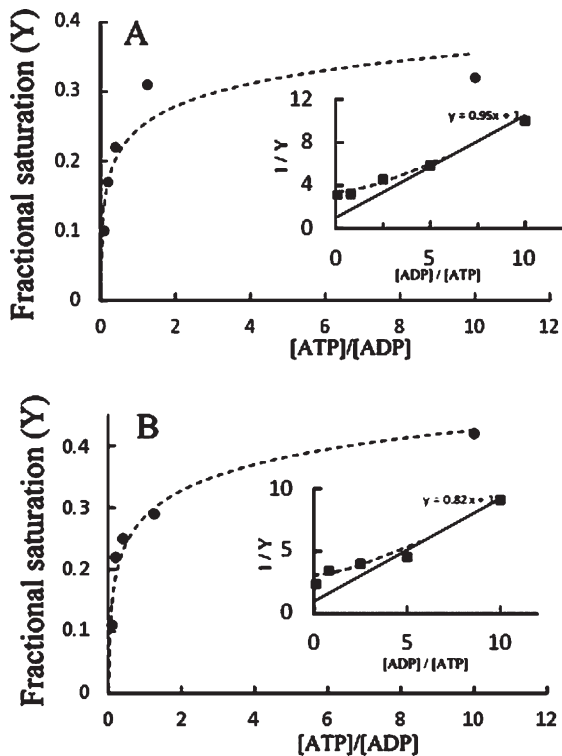 A
Fractional saturation (Y)
0.4
0.3
0.2
0.1
0
0 2 4 6 8 10 12
[ATP]/[ADP]
12
8
4
0
1 / Y
0 5 10
[ADP] / [ATP]
y = 0.95x + 1
B
Fractional saturation (Y)
0.4
0.3
0.2
0.1
0
0 2 4 6 8 10 12
[ATP]/[ADP]
10
5
0
1 / Y
0 5 10
[ADP] / [ATP]
y = 0.82x + 1